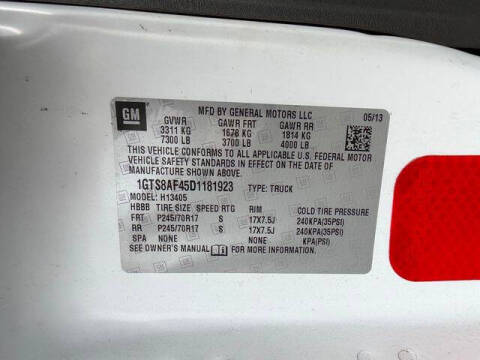 GM
MFD BY GENERAL MOTORS LLC
05/13
GVWR GAWR FRT GAWR RR
3311 KG 1678 KG 1814 KG
7300 LB 3700 LB 4000 LB
THIS VEHICLE CONFORMS TO ALL APPLICABLE U.S. FEDERAL MOTOR
VEHICLE SAFETY STANDARDS IN EFFECT ON THE DATE OF
MANUFACTURE SHOWN ABOVE.
1GTS8AF45D1181923 TYPE: TRUCK
MODEL: H13405
HBBB TIRE SIZE SPEED RTG RIM COLD TIRE PRESSURE
FRT P245/70R17 S 17X7.5J 240KPA(35PSI)
RR P245/70R17 S 17X7.5J 240KPA(35PSI)
SPA NONE NONE KPA(PSI)
SEE OWNER'S MANUAL FOR MORE INFORMATION.